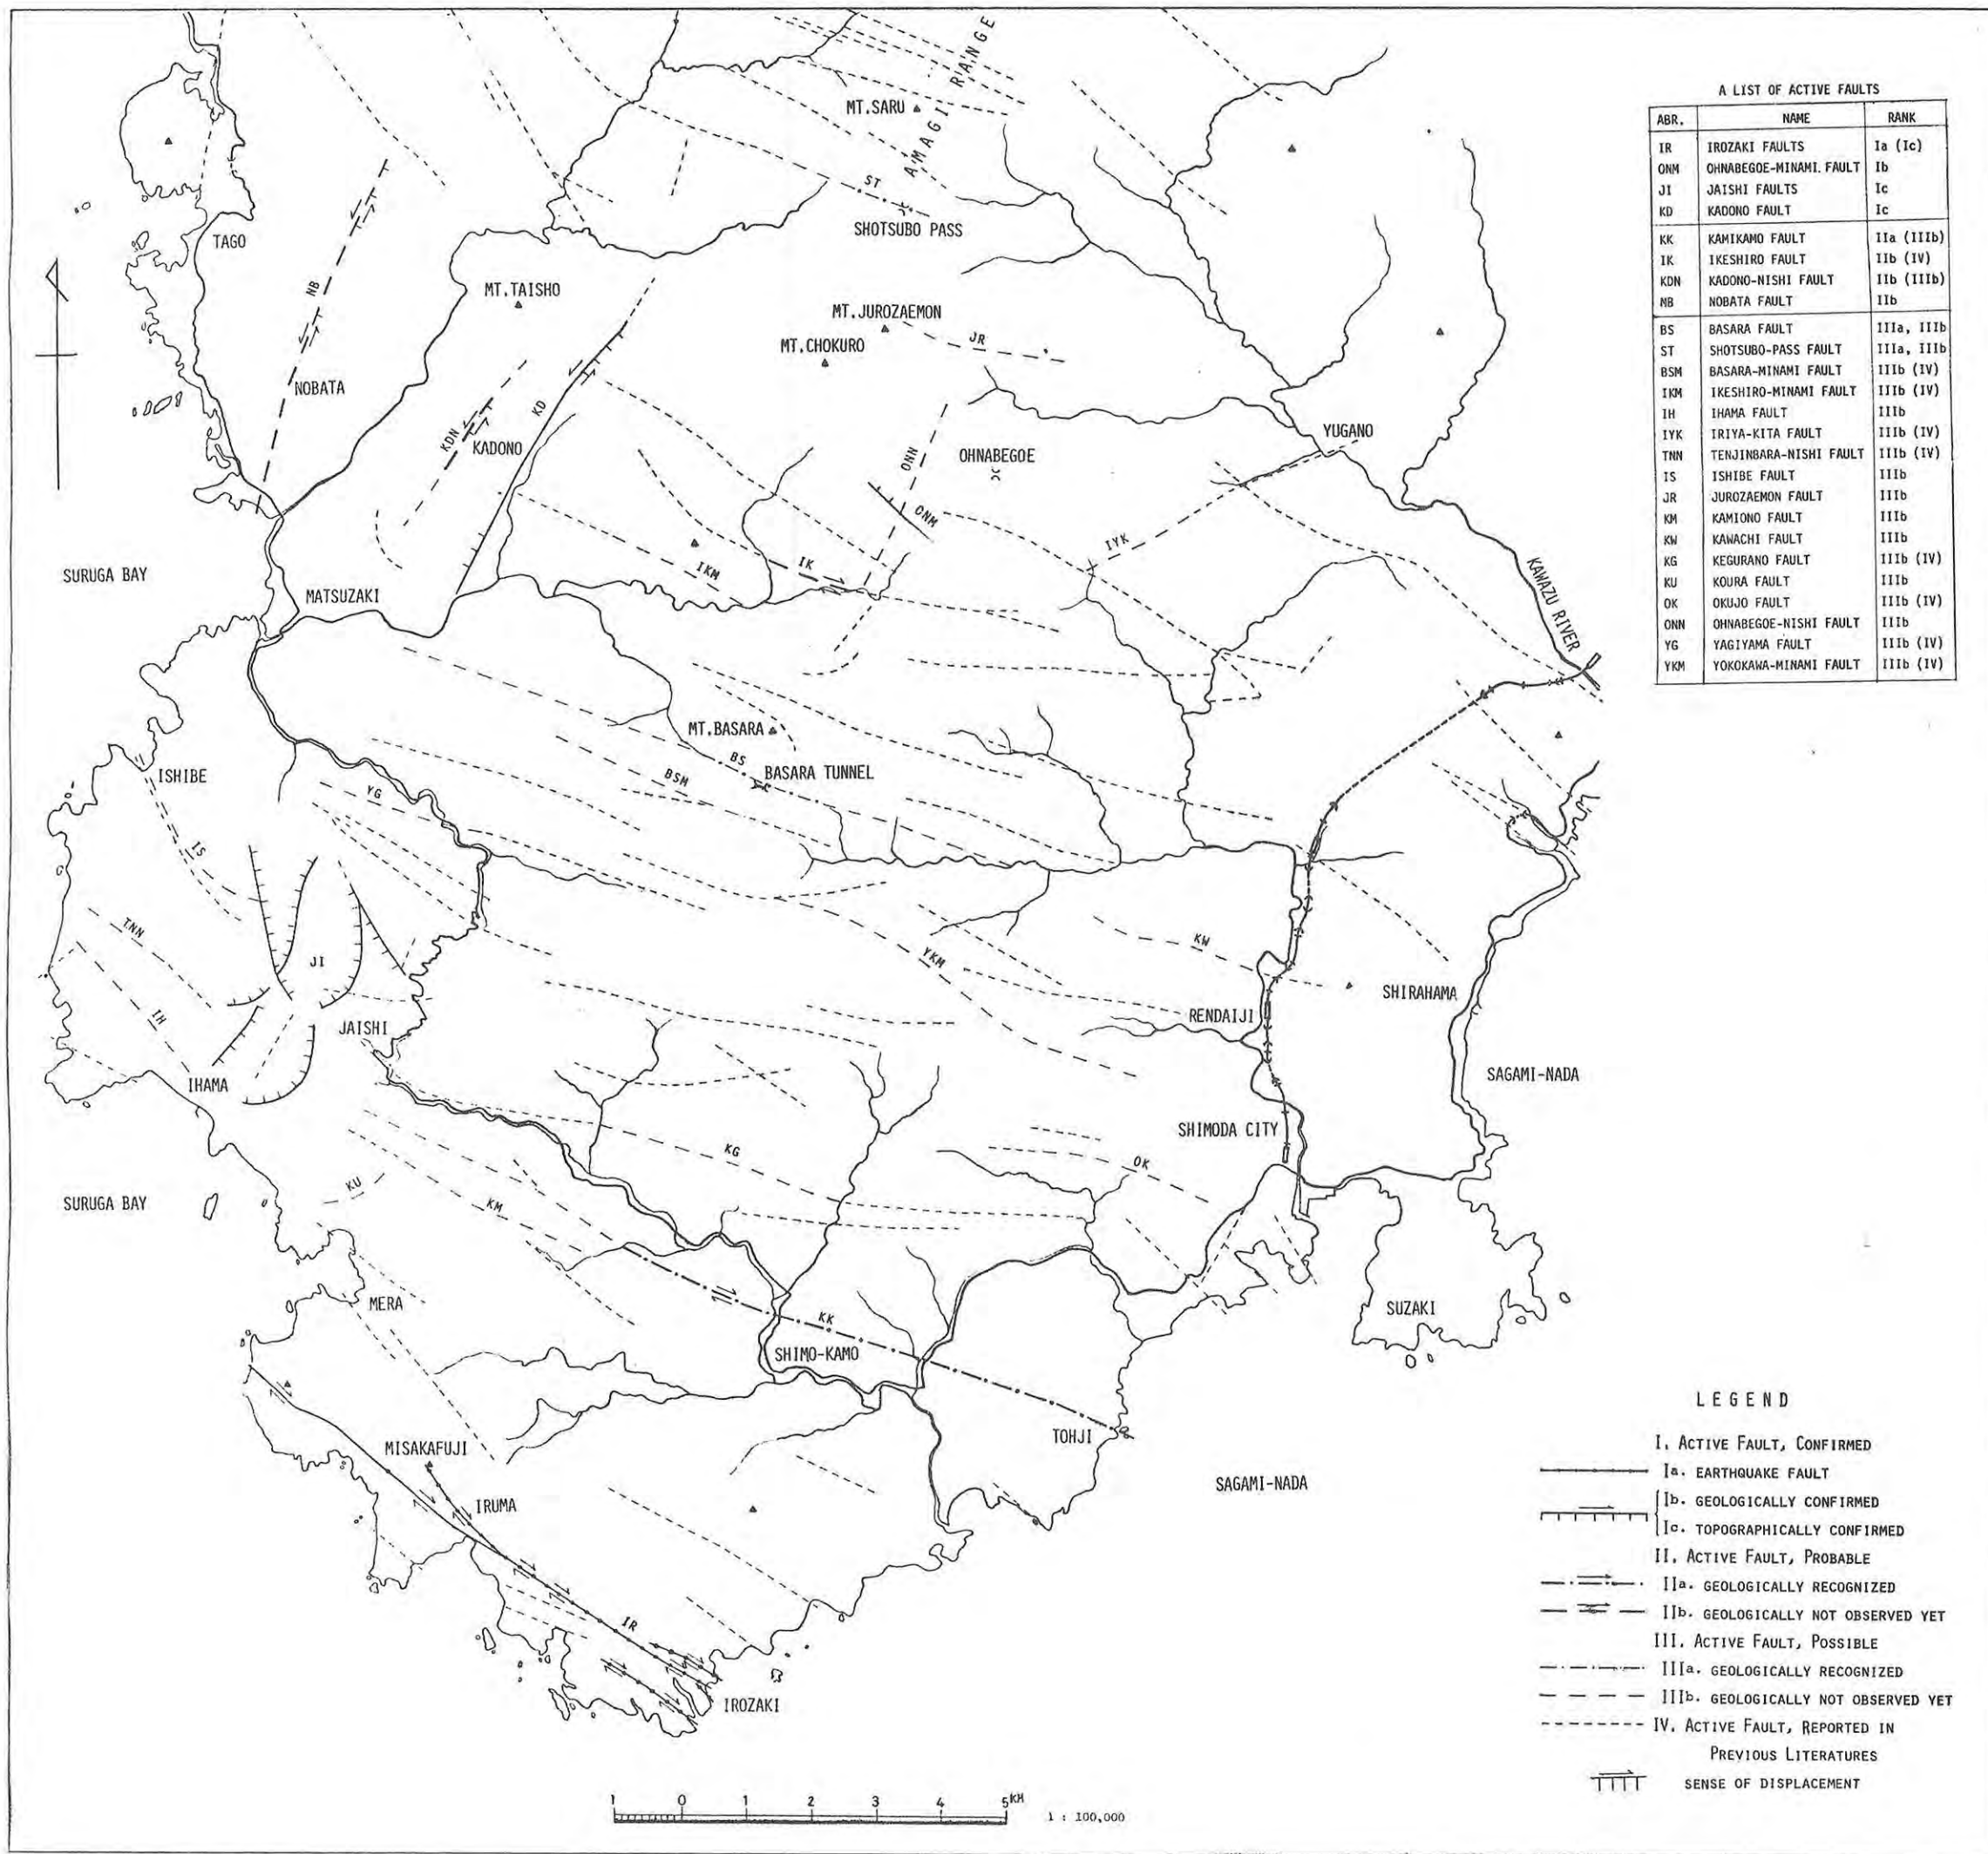 AMAGI RANGE
MT.SARU
ST
SHOTSUBO PASS
TAGO
NB
MT.TAISHO
MT.JUROZAEMON
JR
MT.CHOKURO
NOBATA
KD
KDN
KADONO
ONN
OHNABEGOE
YUGANO
ONM
IYK
IK
IKM
KAWAZU RIVER
SURUGA BAY
MATSUZAKI
MT.BASARA
BS
BASARA TUNNEL
BSM
ISHIBE
YG
IS
TNN
JI
KW
YKM
IH
JAISHI
RENDAIJI
SHIRAHAMA
IHAMA
SAGAMI-NADA
SHIMODA CITY
KG
OK
KU
KM
SURUGA BAY
MERA
SUZAKI
KK
SHIMO-KAMO
TOHJI
MISAKAFUJI
IRUMA
SAGAMI-NADA
IR
IROZAKI
A LIST OF ACTIVE FAULTS
ABR. NAME RANK
IR IROZAKI FAULTS Ia (Ic)
ONM OHNABEGOE-MINAMI FAULT Ib
JI JAISHI FAULTS Ic
KD KADONO FAULT Ic
KK KAMIKAMO FAULT IIa (IIIb)
IK IKESHIRO FAULT IIb (IV)
KDN KADONO-NISHI FAULT IIb (IIIb)
NB NOBATA FAULT IIb
BS BASARA FAULT IIIa, IIIb
ST SHOTSUBO-PASS FAULT IIIa, IIIb
BSM BASARA-MINAMI FAULT IIIb (IV)
IKM IKESHIRO-MINAMI FAULT IIIb (IV)
IH IHAMA FAULT IIIb
IYK IRIYA-KITA FAULT IIIb (IV)
TNN TENJINBARA-NISHI FAULT IIIb (IV)
IS ISHIBE FAULT IIIb
JR JUROZAEMON FAULT IIIb
KM KAMIONO FAULT IIIb
KW KAWACHI FAULT IIIb
KG KEGURANO FAULT IIIb (IV)
KU KOURA FAULT IIIb
OK OKUJO FAULT IIIb (IV)
ONN OHNABEGOE-NISHI FAULT IIIb
YG YAGIYAMA FAULT IIIb (IV)
YKM YOKOKAWA-MINAMI FAULT IIIb (IV)
LEGEND
I. ACTIVE FAULT, CONFIRMED
Ia. EARTHQUAKE FAULT
Ib. GEOLOGICALLY CONFIRMED
Ic. TOPOGRAPHICALLY CONFIRMED
II. ACTIVE FAULT, PROBABLE
IIa. GEOLOGICALLY RECOGNIZED
IIb. GEOLOGICALLY NOT OBSERVED YET
III. ACTIVE FAULT, POSSIBLE
IIIa. GEOLOGICALLY RECOGNIZED
IIIb. GEOLOGICALLY NOT OBSERVED YET
IV. ACTIVE FAULT, REPORTED IN
PREVIOUS LITERATURES
SENSE OF DISPLACEMENT
1 0 1 2 3 4 5KM
1 : 100,000